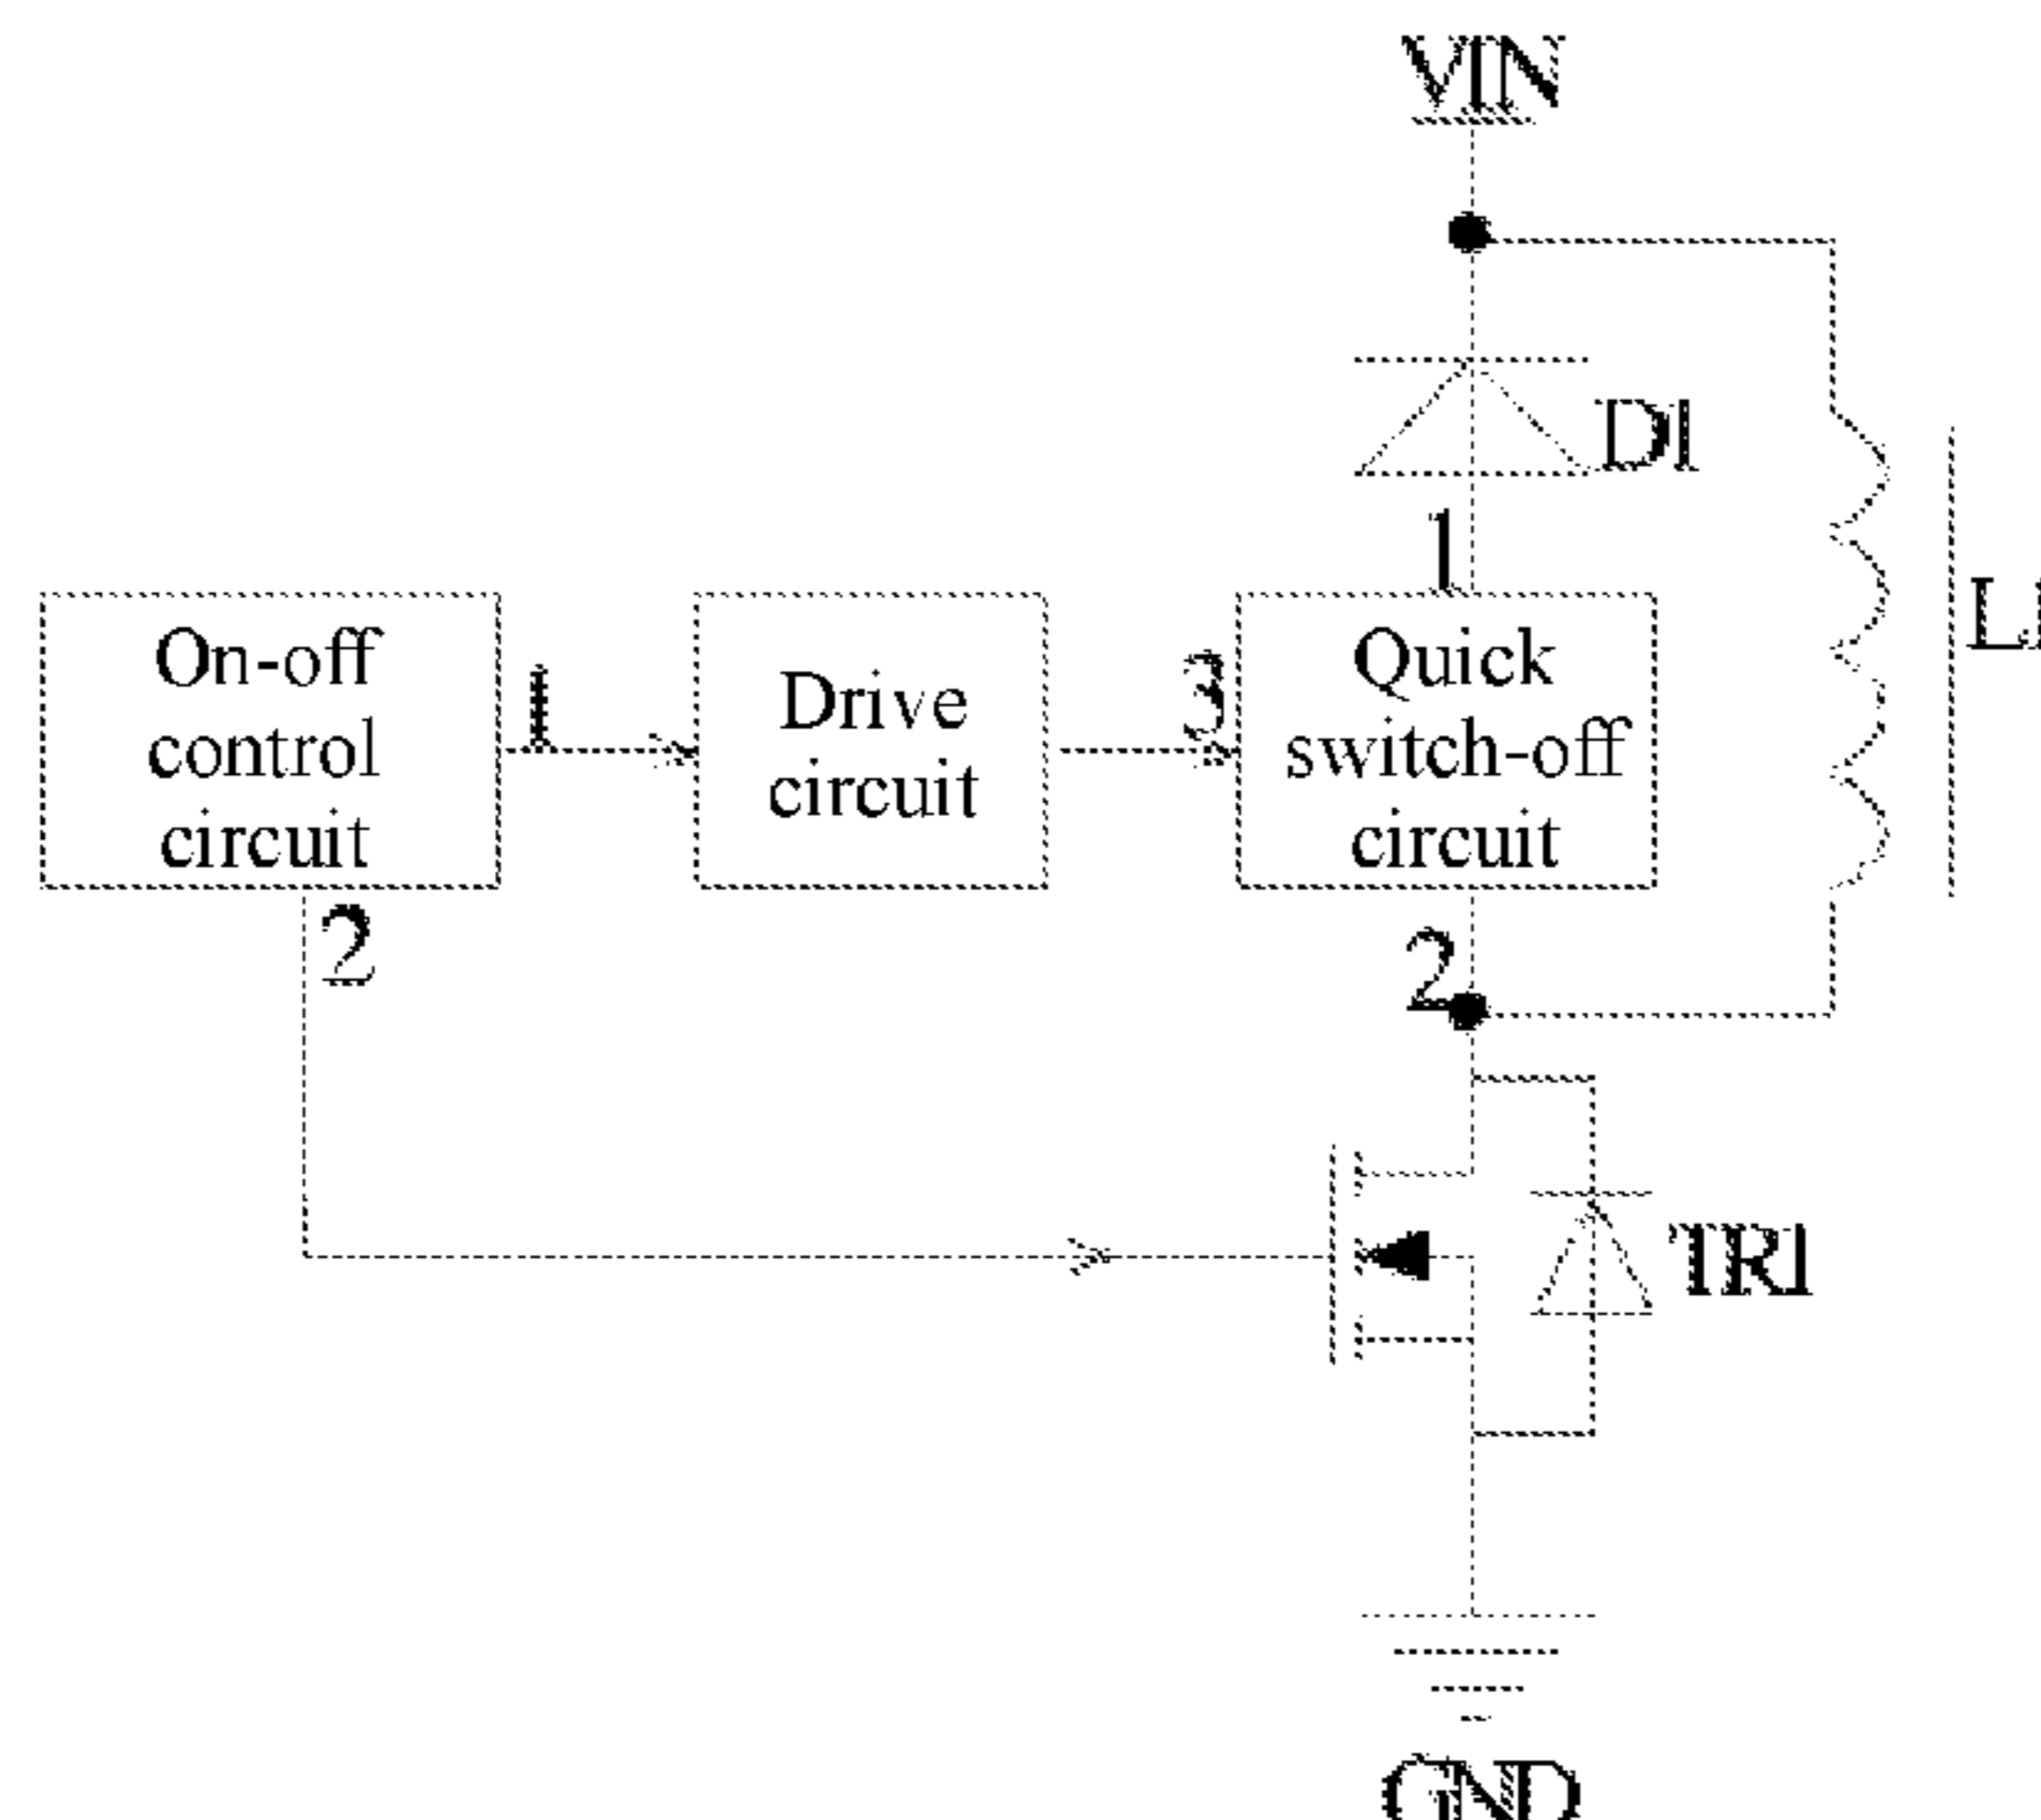 VIN
D1
1
On-off
control
circuit
1
Drive
circuit
3
Quick
switch-off
circuit
L1
2
2
TR1
GND